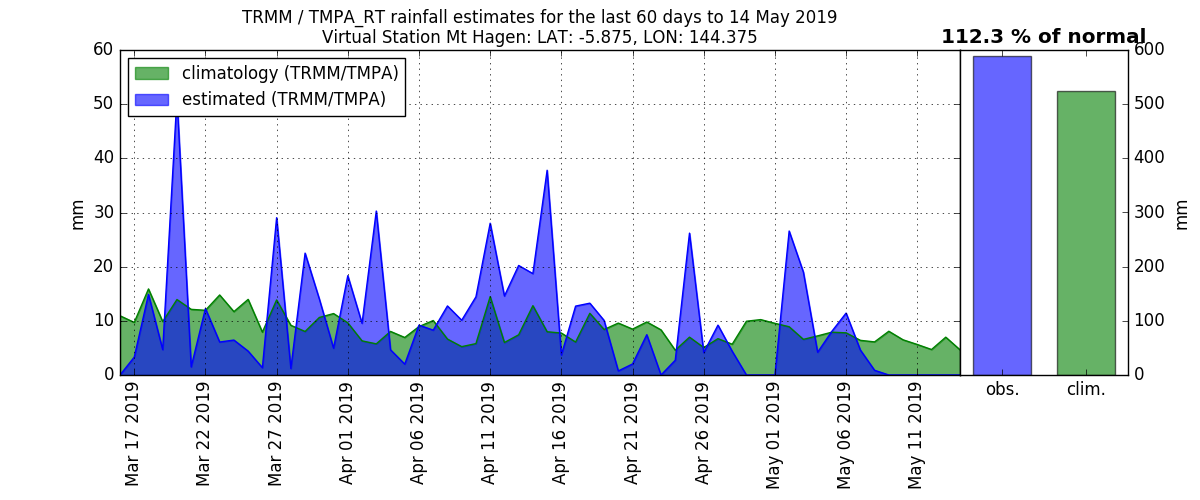 TRMM / TMPA_RT rainfall estimates for the last 60 days to 14 May 2019
Virtual Station Mt Hagen: LAT: -5.875, LON: 144.375
112.3 % of normal
climatology (TRMM/TMPA)
estimated (TRMM/TMPA)
60
50
40
30
20
10
0
mm
Mar 17 2019
Mar 22 2019
Mar 27 2019
Apr 01 2019
Apr 06 2019
Apr 11 2019
Apr 16 2019
Apr 21 2019
Apr 26 2019
May 01 2019
May 06 2019
May 11 2019
600
500
400
300
200
100
0
mm
obs.
clim.